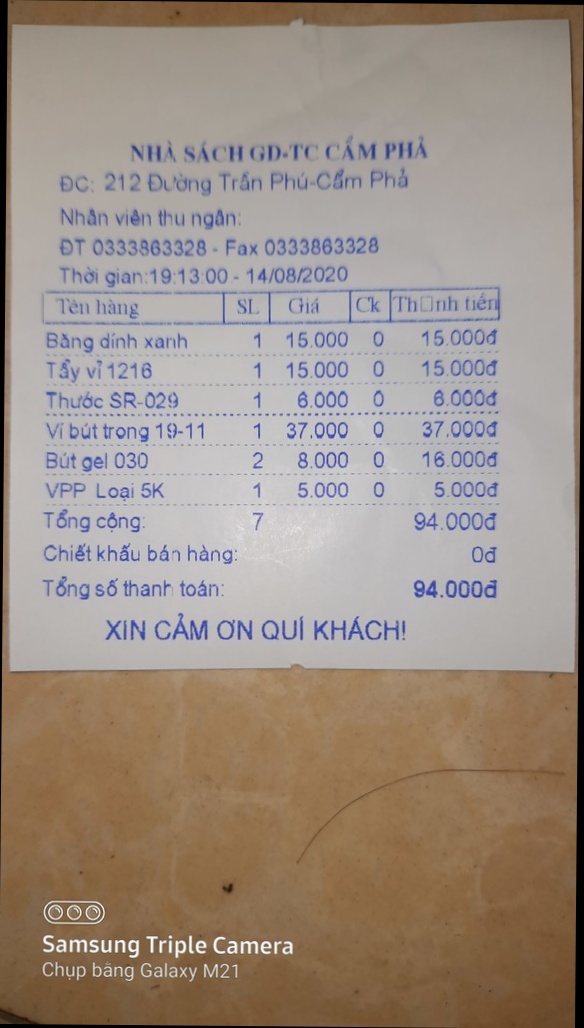 NHÀ SÁCH GD-TC CẨM PHẢ
ĐC: 212 Đường Trần Phú-Cẩm Phả
Nhân viên thu ngân:
ĐT 0333863328 - Fax 0333863328
Thời gian:19:13:00 - 14/08/2020
Tên hàng SL Giá Ck Th□nh tiền
Băng dính xanh 1 15.000 0 15.000đ
Tẩy vỉ 1216 1 15.000 0 15.000đ
Thước SR-029 1 6.000 0 6.000đ
Ví bút trong 19-11 1 37.000 0 37.000đ
Bút gel 030 2 8.000 0 16.000đ
VPP Loại 5K 1 5.000 0 5.000đ
Tổng cộng: 7 94.000đ
Chiết khấu bán hàng: 0đ
Tổng số thanh toán: 94.000đ
XIN CẢM ƠN QUÍ KHÁCH!
Samsung Triple Camera
Chụp bằng Galaxy M21